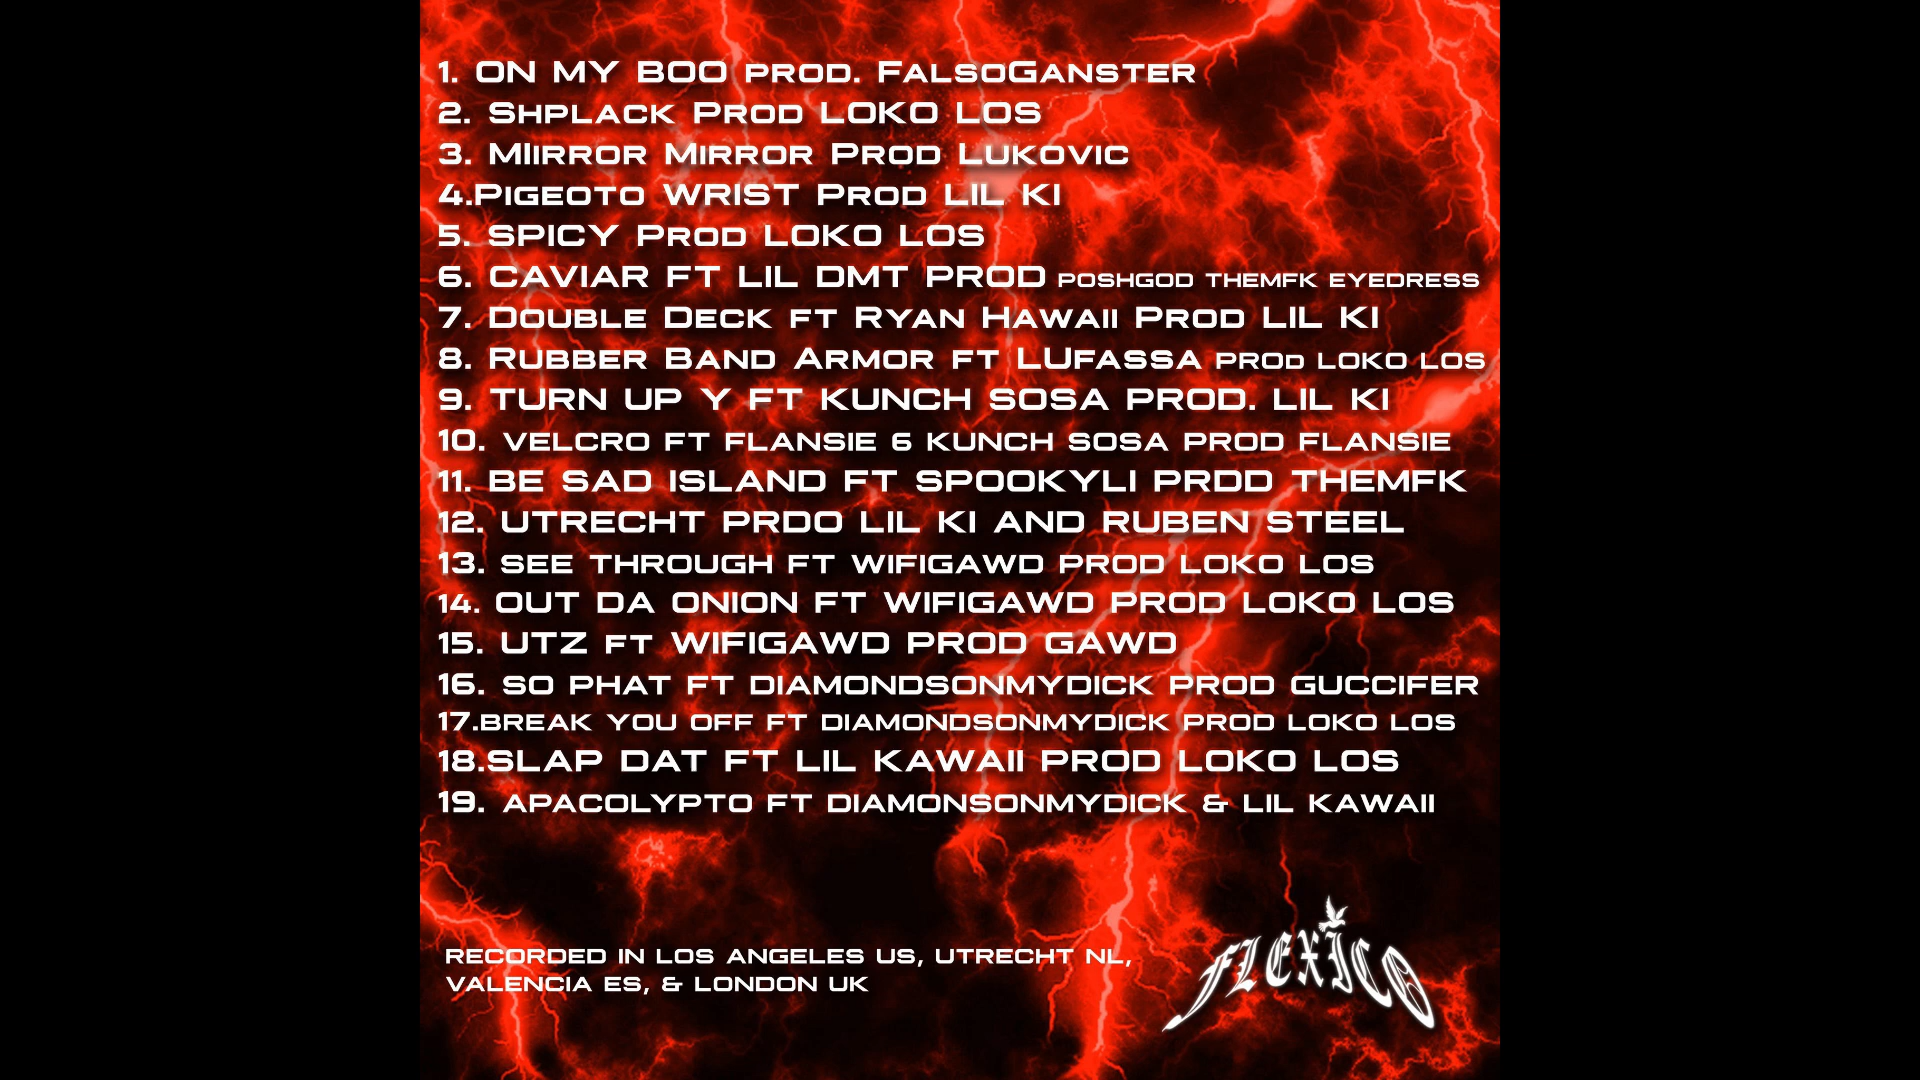 1. ON MY BOO PROD. FALSOGANSTER
2. SHPLACK PROD LOKO LOS
3. MIIRROR MIRROR PROD LUKOVIC
4.PIGEOTO WRIST PROD LIL KI
5. SPICY PROD LOKO LOS
6. CAVIAR FT LIL DMT PROD POSHGOD THEMFK EYEDRESS
7. DOUBLE DECK FT RYAN HAWAII PROD LIL KI
8. RUBBER BAND ARMOR FT LUFASSA PROD LOKO LOS
9. TURN UP Y FT KUNCH SOSA PROD. LIL KI
10. VELCRO FT FLANSIE 6 KUNCH SOSA PROD FLANSIE
11. BE SAD ISLAND FT SPOOKYLI PRDD THEMFK
12. UTRECHT PRDO LIL KI AND RUBEN STEEL
13. SEE THROUGH FT WIFIGAWD PROD LOKO LOS
14. OUT DA ONION FT WIFIGAWD PROD LOKO LOS
15. UTZ FT WIFIGAWD PROD GAWD
16. SO PHAT FT DIAMONDSONMYDICK PROD GUCCIFER
17.BREAK YOU OFF FT DIAMONDSONMYDICK PROD LOKO LOS
18.SLAP DAT FT LIL KAWAII PROD LOKO LOS
19. APACOLYPTO FT DIAMONSONMYDICK & LIL KAWAII
RECORDED IN LOS ANGELES US, UTRECHT NL,
VALENCIA ES, & LONDON UK
FLEXICO